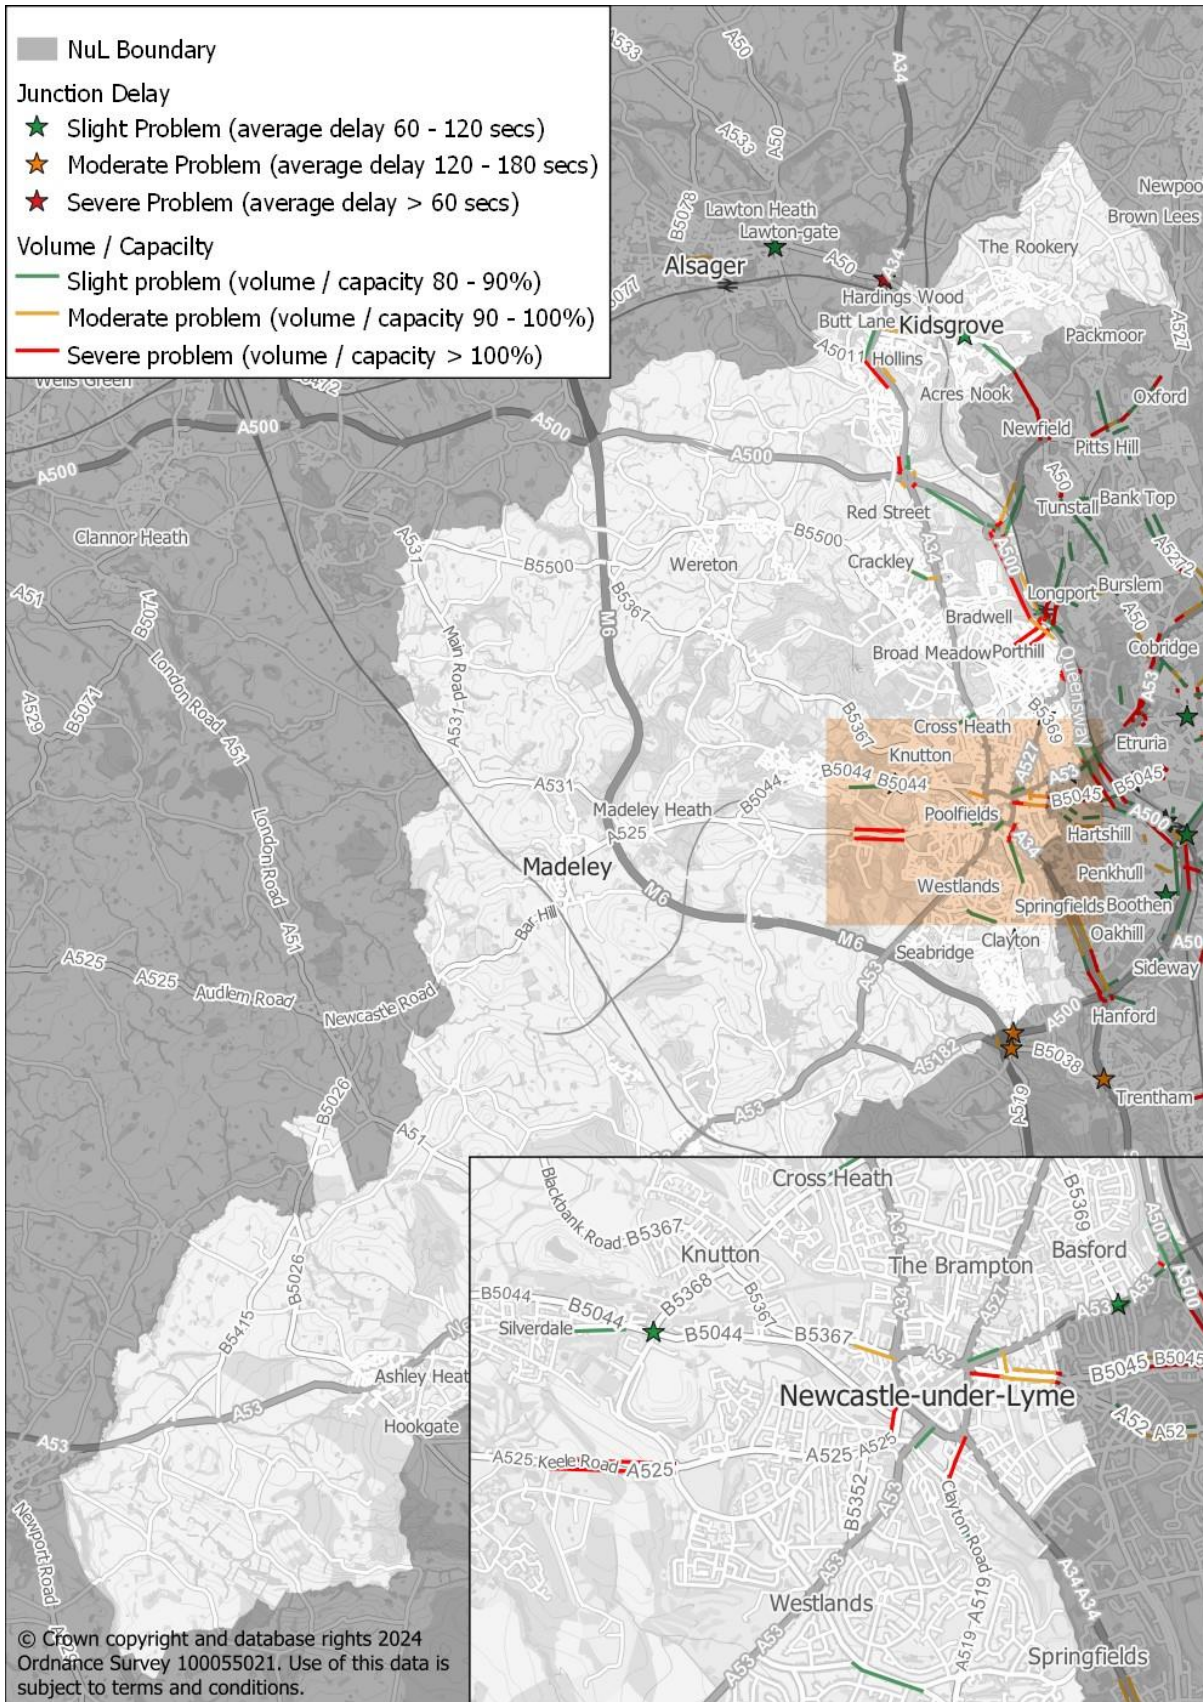 NuL Boundary
Junction Delay
Slight Problem (average delay 60 - 120 secs)
Moderate Problem (average delay 120 - 180 secs)
Severe Problem (average delay > 60 secs)
Volume / Capacilty
Slight problem (volume / capacity 80 - 90%)
Moderate problem (volume / capacity 90 - 100%)
Severe problem (volume / capacity > 100%)
A533
A50
A34
A533
A50
B5078
Lawton Heath
Lawton-gate
A50
A34
Alsager
The Rookery
Brown Lees
Hardings Wood
Butt Lane
Kidsgrove
Packmoor
A527
A5011
Hollins
Acres Nook
Oxford
Wells Green
Newfield
Pitts Hill
A500
A500
A500
A500
A50
Red Street
Tunstall
Bank Top
Clannor Heath
A531
B5500
Wereton
B5500
A34
Crackley
A500
A5272
B5367
Longport
Burslem
A51
B5071
M6
Bradwell
A50
Main Road
Broad Meadow
Porthill
Cobridge
London Road
A529
B5071
A51
A531
Queensway
A53
B5367
Cross Heath
B5369
Etruria
Knutton
A527
A53
B5045
A531
Madeley Heath
B5044
B5044
B5044
B5045
A500
Poolfields
Hartshill
A525
A34
London Road
Madeley
Penkhull
Westlands
Springfields
Boothen
Bar Hill
M6
M6
Oakhill
A51
Seabridge
Clayton
Sideway
A525
A525
Audlem Road
Newcastle Road
A53
A500
Hanford
A5182
B5038
B5026
A53
A519
Trentham
A51
Cross Heath
Blackbank Road
B5367
B5369
A34
A500
Knutton
The Brampton
Basford
B5368
B5026
B5044
B5044
B5367
A34
A527
A53
A53
A500
Silverdale
B5044
B5367
A52
B5045
B5045
B5415
Ashley Heat
Newcastle-under-Lyme
Hookgate
A53
A53
A525
Keele Road
A525
A525
A525
A52
A52
B5352
A53
Clayton Road
Newport Road
A53
A34
A34
Westlands
A519
A519
A53
A53
Springfields
© Crown copyright and database rights 2024
Ordnance Survey 100055021. Use of this data is
subject to terms and conditions.